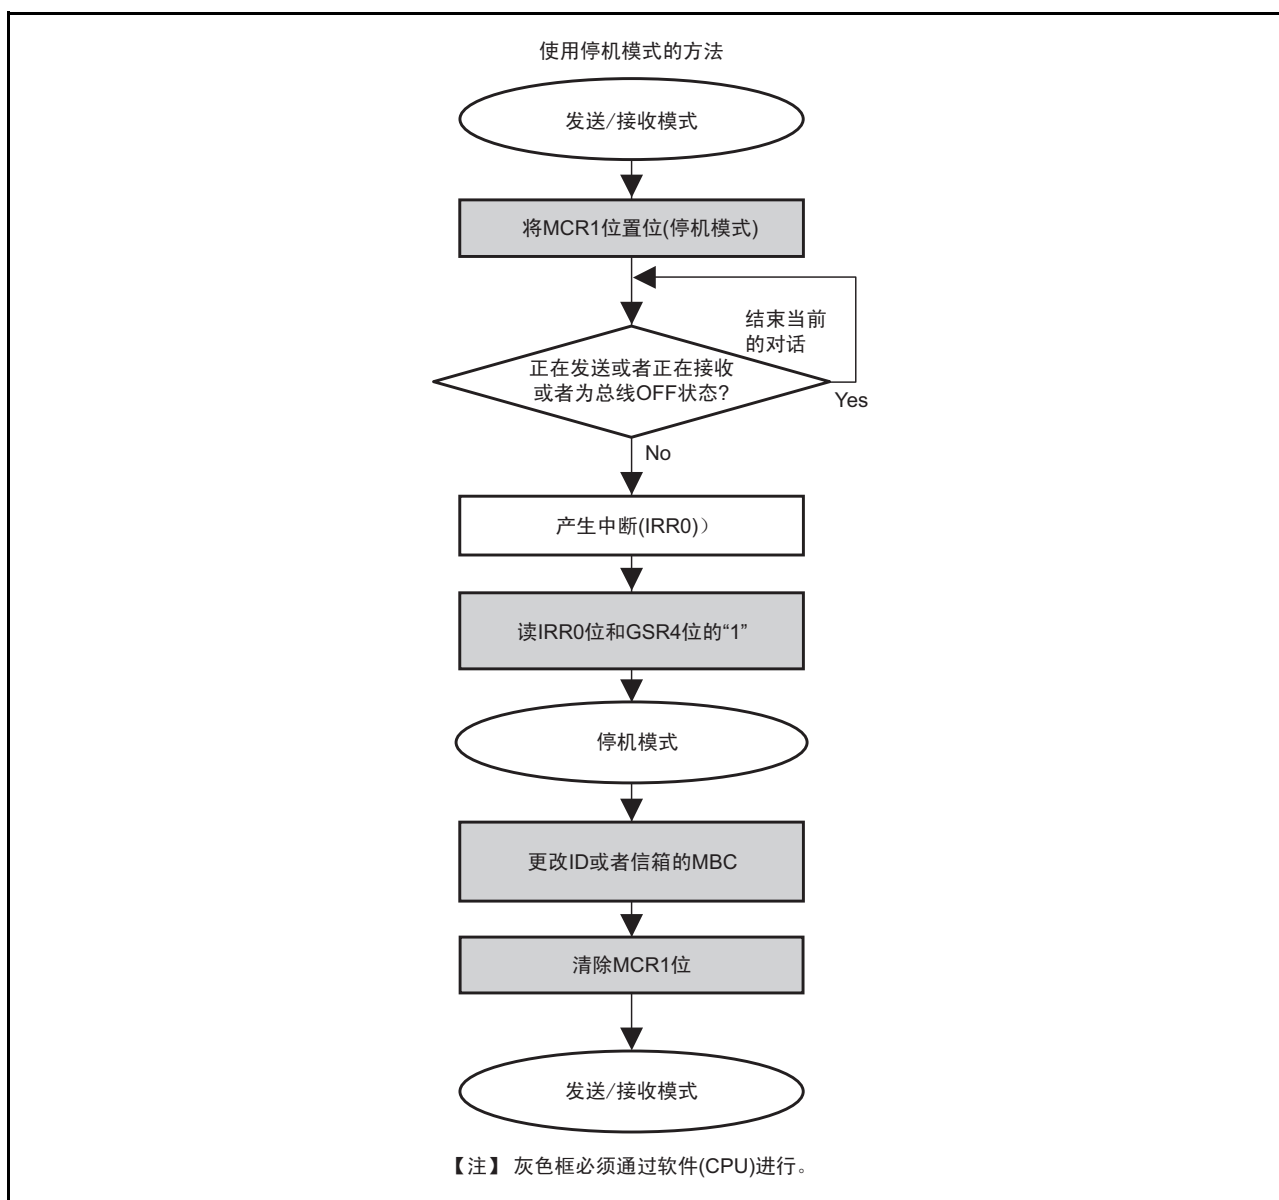 使用停机模式的方法
发送/接收模式
将MCR1位置位(停机模式)
结束当前
的对话
正在发送或者正在接收
或者为总线OFF状态?
Yes
No
产生中断(IRR0)）
读IRR0位和GSR4位的“1”
停机模式
更改ID或者信箱的MBC
清除MCR1位
发送/接收模式
【注】 灰色框必须通过软件(CPU)进行。